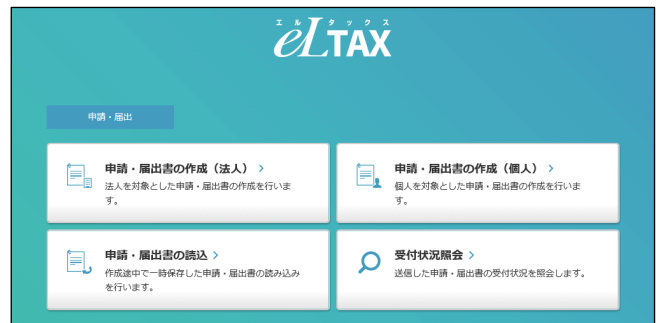 エルタックス
eLTAX
申請・届出
申請・届出書の作成（法人）>
法人を対象とした申請・届出書の作成を行いま
す。
申請・届出書の作成（個人）>
個人を対象とした申請・届出書の作成を行いま
す。
申請・届出書の読込>
作成途中で一時保存した申請・届出書の読み込み
を行います。
受付状況照会>
送信した申請・届出書の受付状況を照会します。